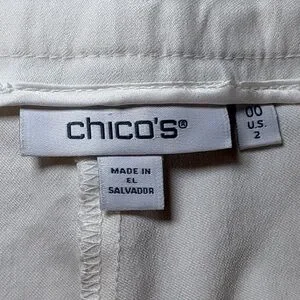 chico's®
00
U.S.
2
MADE IN
EL
SALVADOR